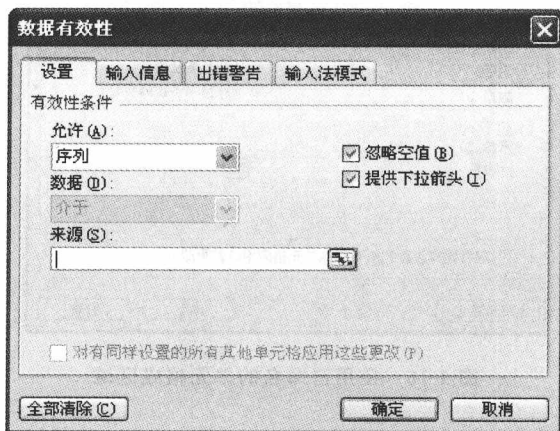 数据有效性
设置 输入信息 出错警告 输入法模式
有效性条件
允许(A):
序列
忽略空值(B)
数据(D):
提供下拉箭头(I)
介于
来源(S):
对有同样设置的所有其他单元格应用这些更改(P)
全部清除(C) 确定 取消